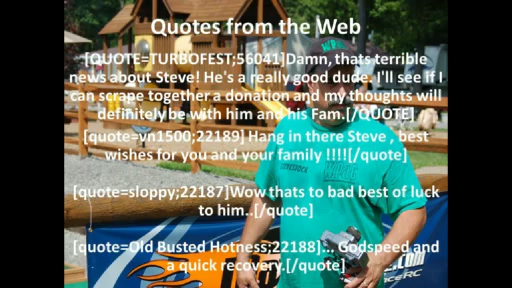 Quotes from the Web
[QUOTE=TURBOFEST;56041]Damn, thats terrible
news about Steve! He's a really good dude. I'll see if I
can scrape together a donation and my thoughts will
definitely be with him and his Fam.[/QUOTE]
[quote=vn1500;22189] Hang in there Steve , best
wishes for you and your family !!!![/quote]
[quote=sloppy;22187]Wow thats to bad best of luck
to him..[/quote]
[quote=Old Busted Hotness;22188]... Godspeed and
a quick recovery.[/quote]